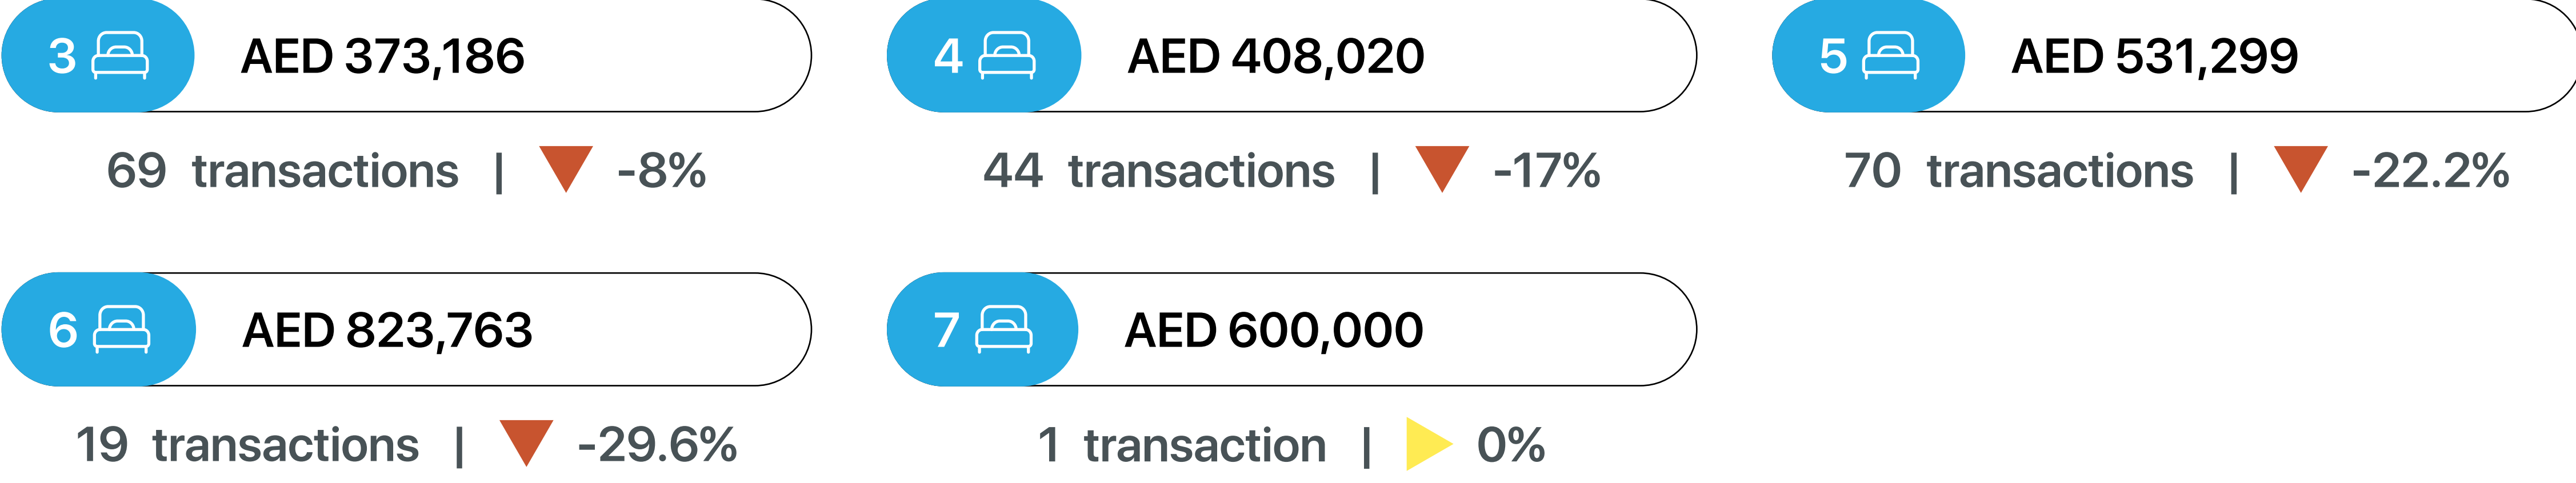 3 AED 373,186
69 transactions | -8%
4 AED 408,020
44 transactions | -17%
5 AED 531,299
70 transactions | -22.2%
6 AED 823,763
19 transactions | -29.6%
7 AED 600,000
1 transaction | 0%